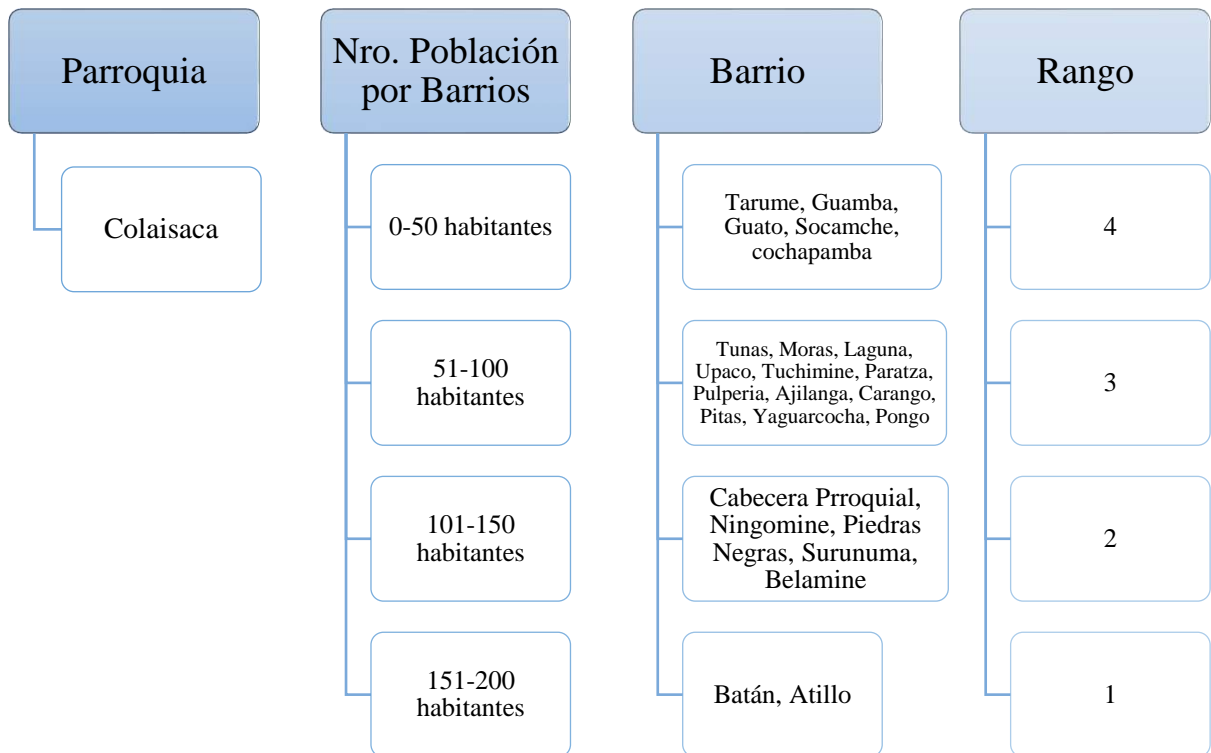 Parroquia
Colaisaca
Nro. Población
por Barrios
0-50 habitantes
51-100
habitantes
101-150
habitantes
151-200
habitantes
Barrio
Tarume, Guamba,
Guato, Socamche,
cochapamba
Tunas, Moras, Laguna,
Upaco, Tuchimine, Paratza,
Pulperia, Ajilanga, Carango,
Pitas, Yaguarcocha, Pongo
Cabecera Prroquial,
Ningomine, Piedras
Negras, Surunuma,
Belamine
Batán, Atillo
Rango
4
3
2
1